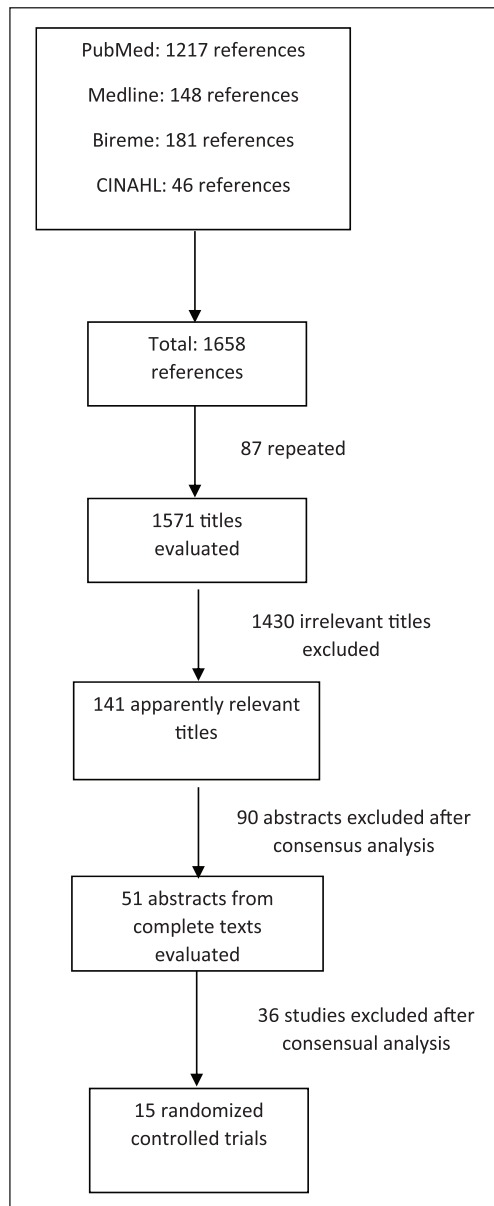 PubMed: 1217 references
Medline: 148 references
Bireme: 181 references
CINAHL: 46 references
Total: 1658
references
87 repeated
1571 titles
evaluated
1430 irrelevant titles
excluded
141 apparently relevant
titles
90 abstracts excluded after
consensus analysis
51 abstracts from
complete texts
evaluated
36 studies excluded after
consensual analysis
15 randomized
controlled trials